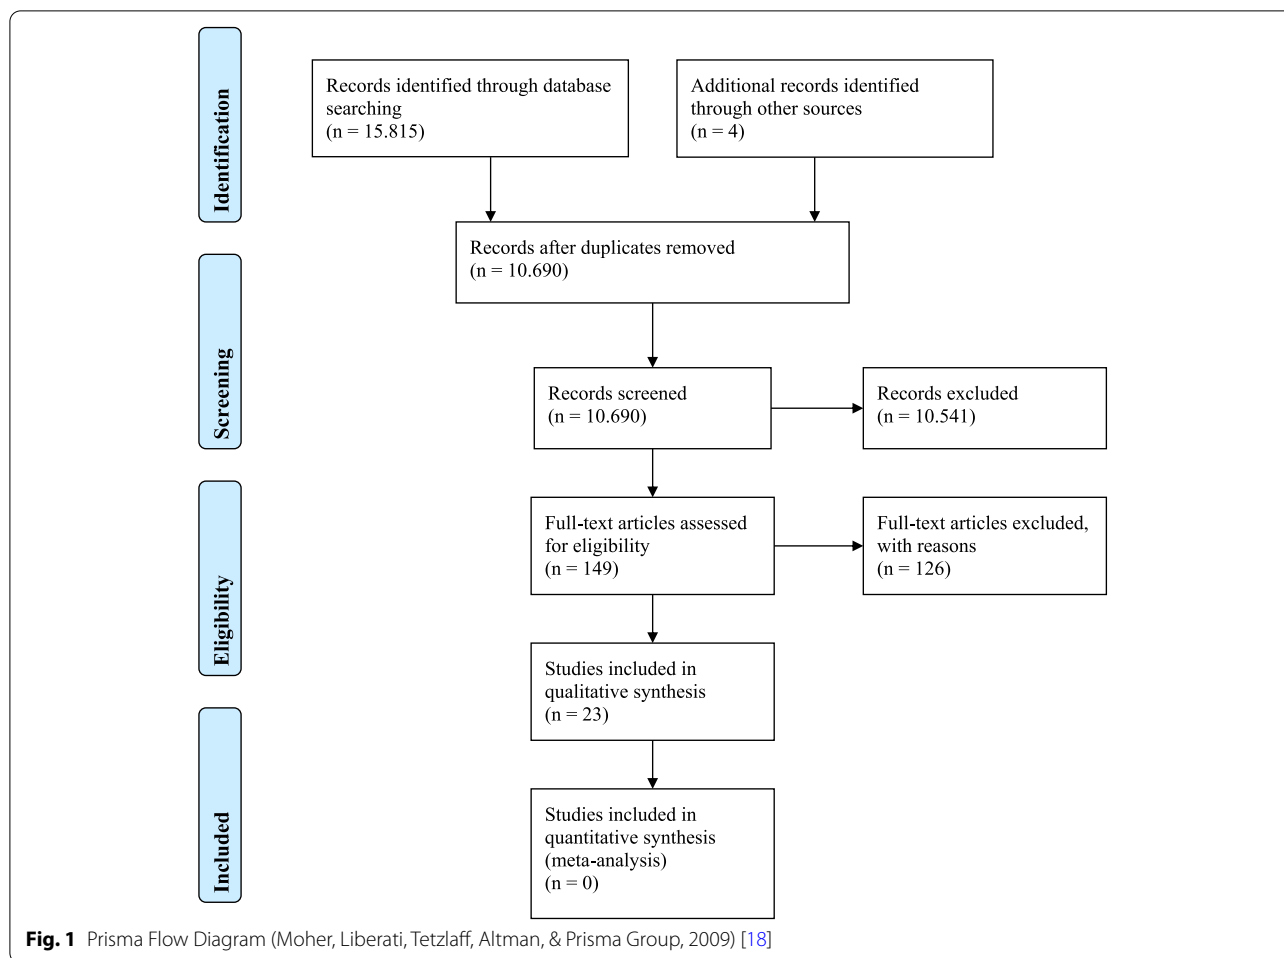 Identification
Records identified through database
searching
(n = 15.815)
Additional records identified
through other sources
(n = 4)
Records after duplicates removed
(n = 10.690)
Screening
Records screened
(n = 10.690)
Records excluded
(n = 10.541)
Eligibility
Full-text articles assessed
for eligibility
(n = 149)
Full-text articles excluded,
with reasons
(n = 126)
Studies included in
qualitative synthesis
(n = 23)
Included
Studies included in
quantitative synthesis
(meta-analysis)
(n = 0)
Fig. 1 Prisma Flow Diagram (Moher, Liberati, Tetzlaff, Altman, & Prisma Group, 2009) [18]